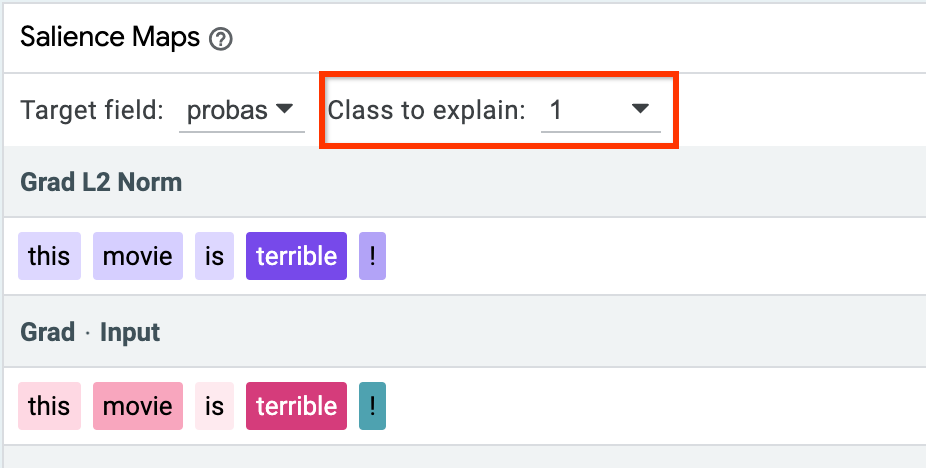 Salience Maps ?
Target field: probas Class to explain: 1
Grad L2 Norm
this movie is terrible !
Grad · Input
this movie is terrible !